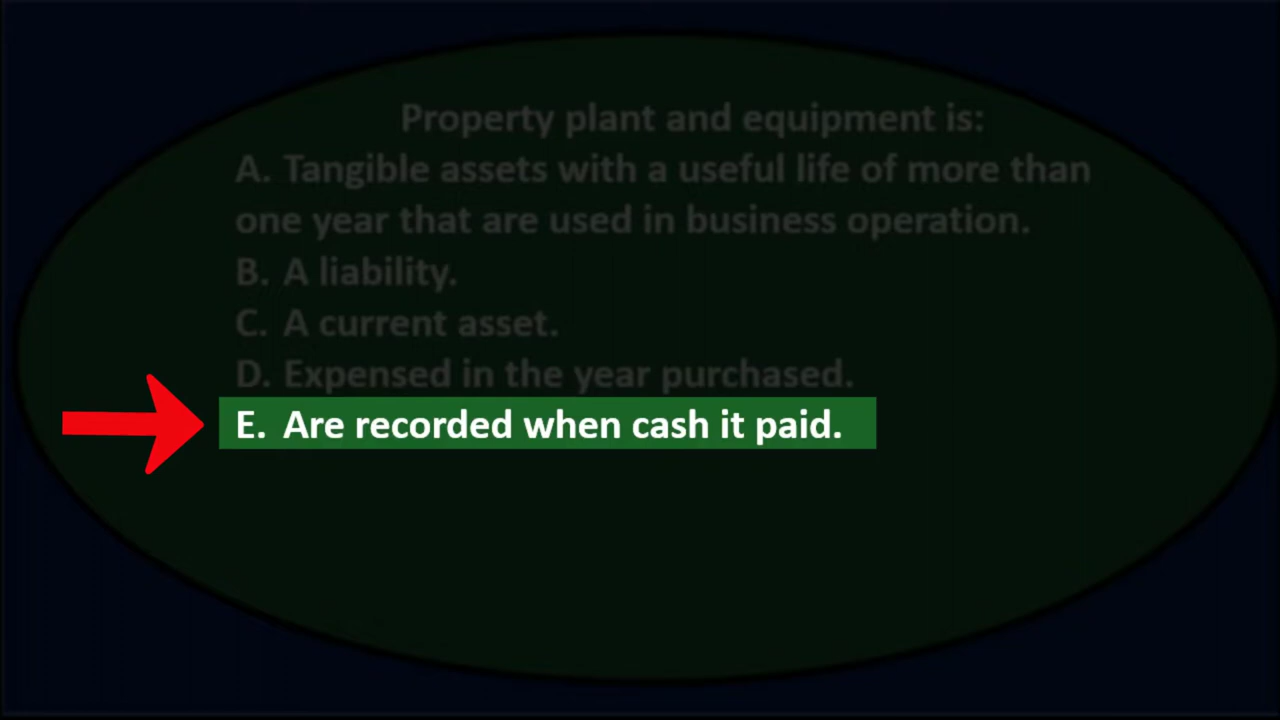 Property plant and equipment is:
A. Tangible assets with a useful life of more than
one year that are used in business operation.
B. A liability.
C. A current asset.
D. Expensed in the year purchased.
E. Are recorded when cash it paid.